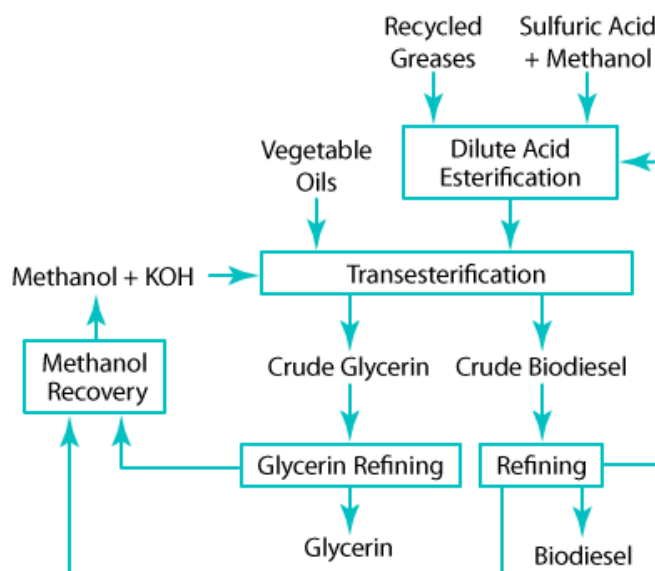 Recycled
Greases
Sulfuric Acid
+ Methanol
Vegetable
Oils
Dilute Acid
Esterification
Methanol + KOH
Transesterification
Methanol
Recovery
Crude Glycerin
Crude Biodiesel
Glycerin Refining
Refining
Glycerin
Biodiesel